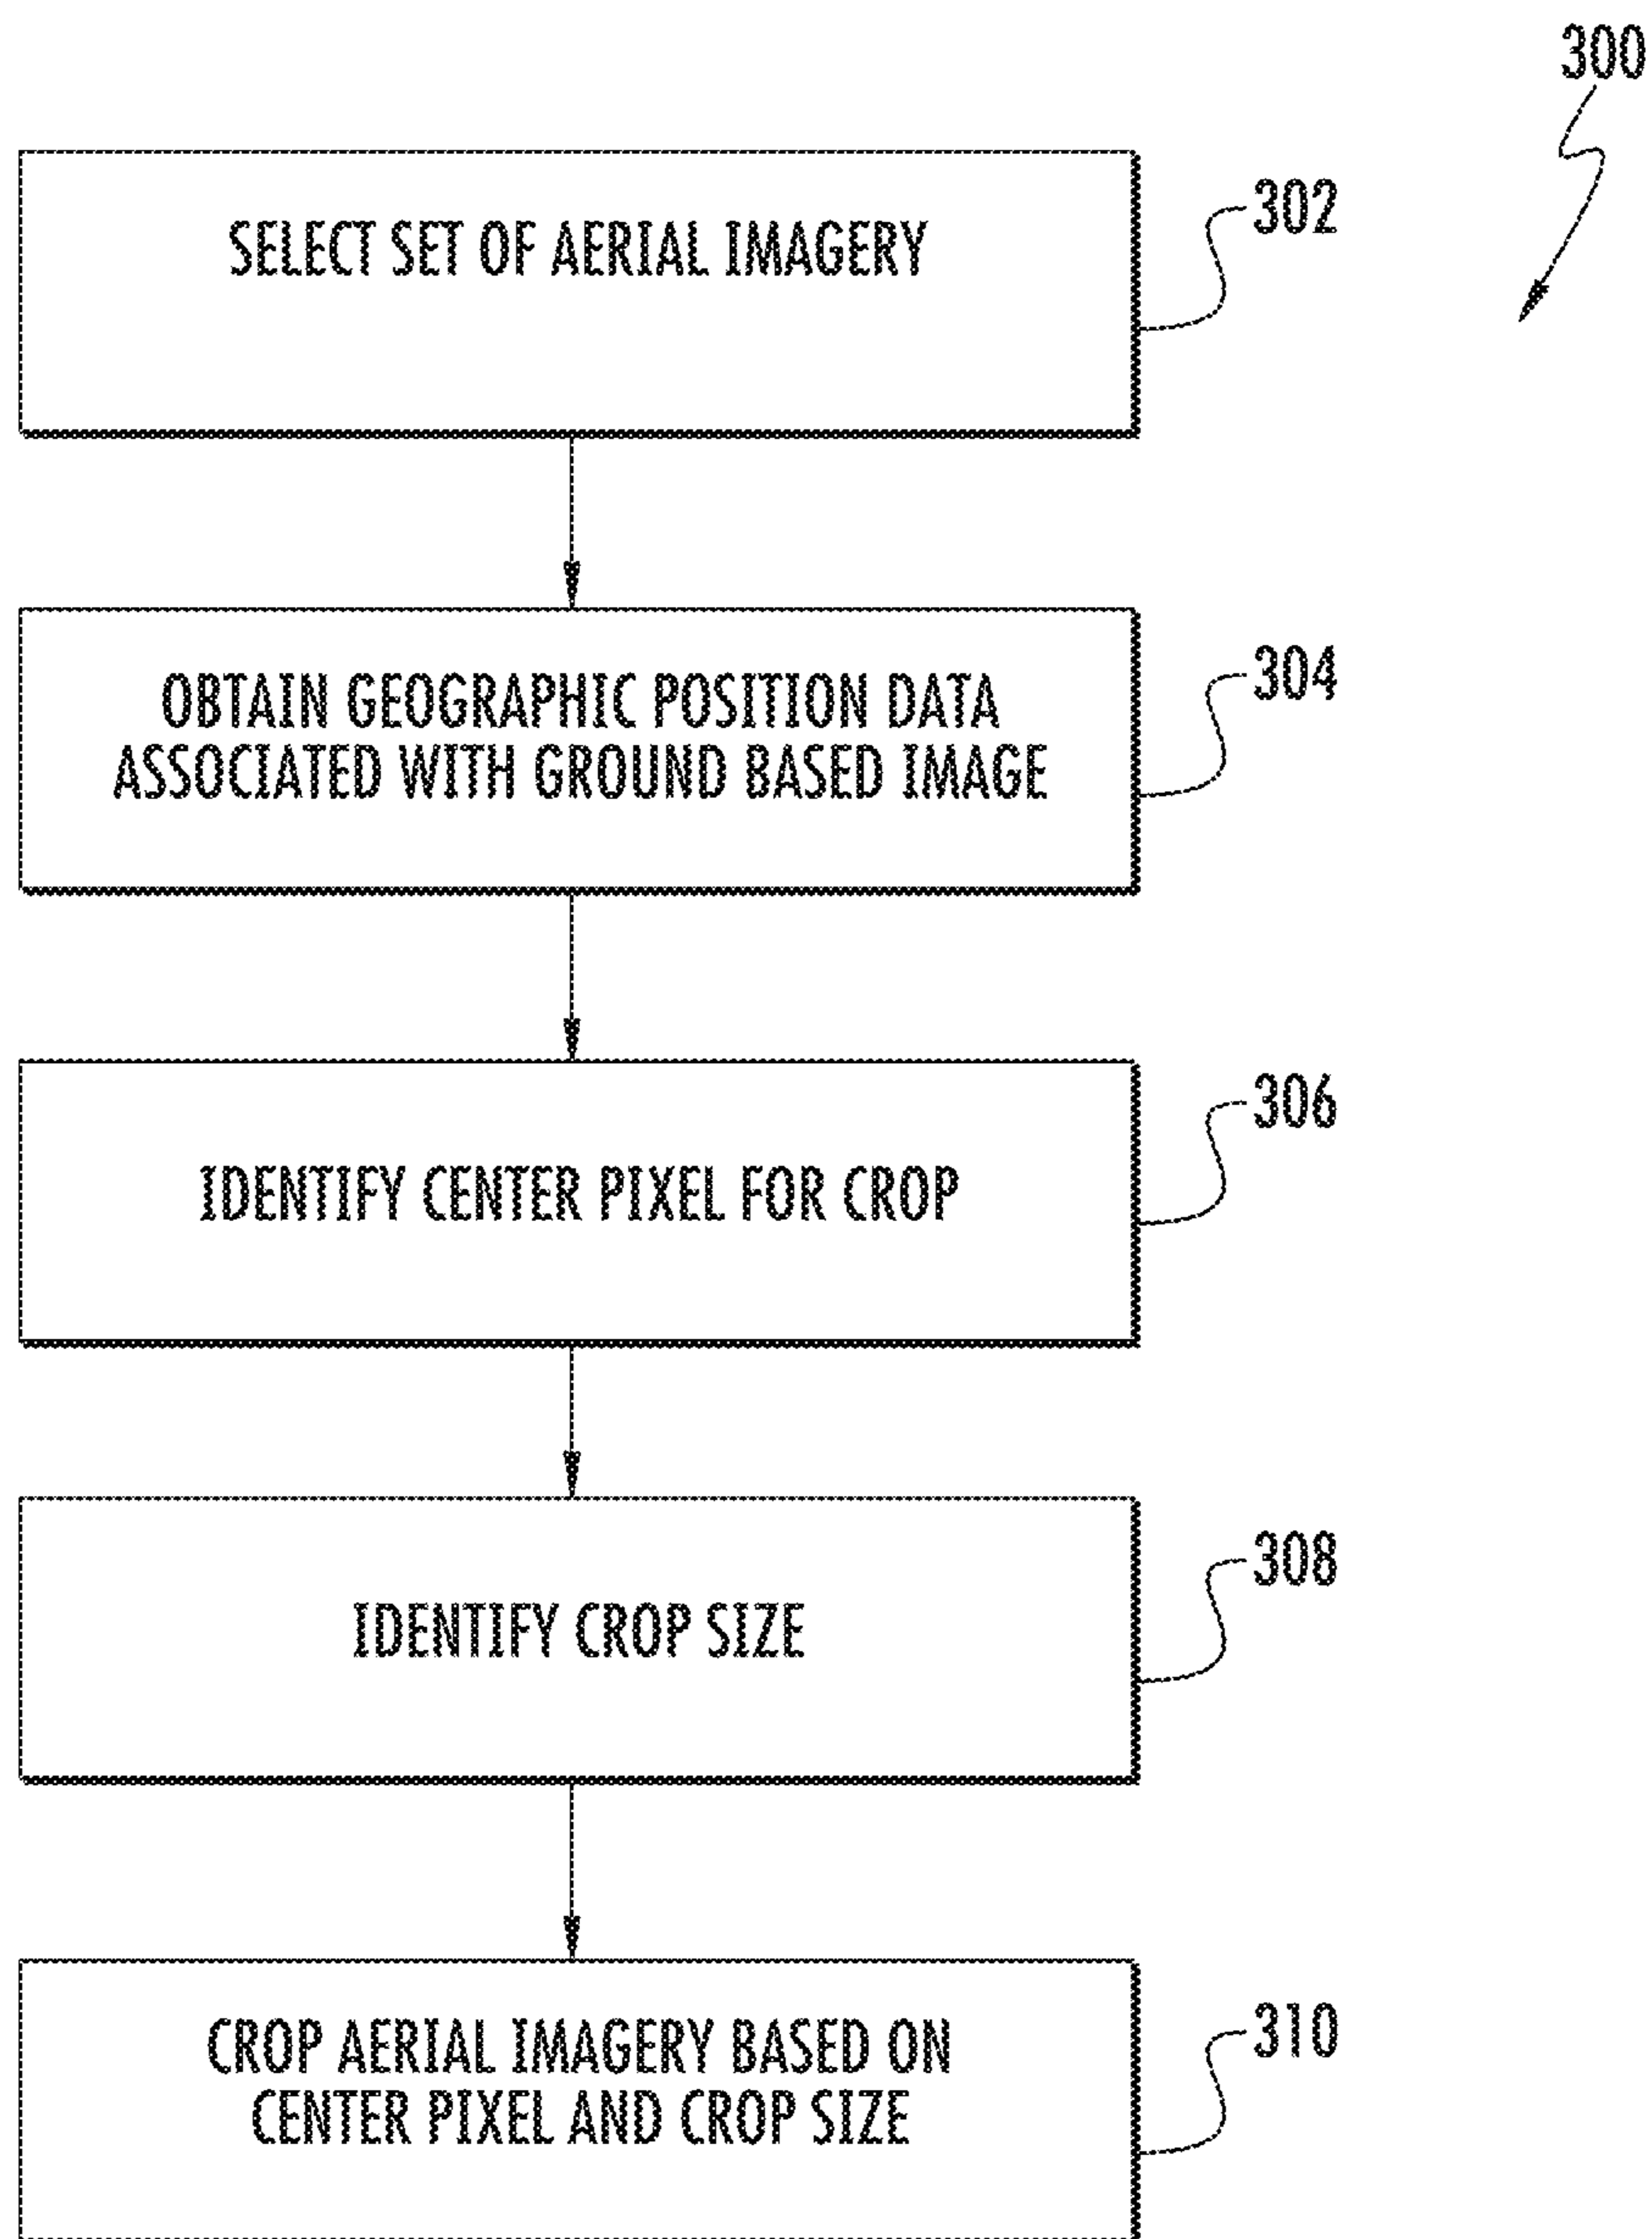 300
SELECT SET OF AERIAL IMAGERY
302
OBTAIN GEOGRAPHIC POSITION DATA
ASSOCIATED WITH GROUND BASED IMAGE
304
IDENTIFY CENTER PIXEL FOR CROP
306
IDENTIFY CROP SIZE
308
CROP AERIAL IMAGERY BASED ON
CENTER PIXEL AND CROP SIZE
310